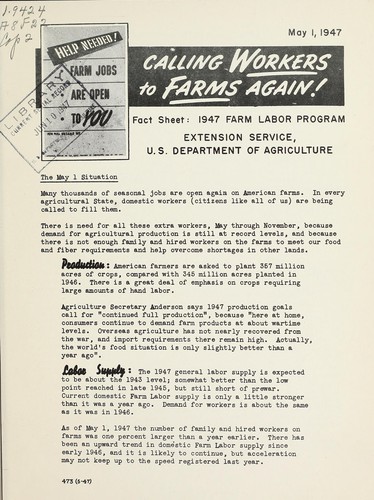 1.9424
A8F22
Cop 2
May 1, 1947
HELP NEEDED!
FARM JOBS
ARE OPEN
TO YOU
LIBRARY
CALLING WORKERS
to FARMS AGAIN!
Fact Sheet: 1947 FARM LABOR PROGRAM
EXTENSION SERVICE,
U. S. DEPARTMENT OF AGRICULTURE
The May 1 Situation
Many thousands of seasonal jobs are open again on American farms. In every
agricultural State, domestic workers (citizens like all of us) are being
called to fill them.
There is need for all these extra workers, May through November, because
demand for agricultural production is still at record levels, and because
there is not enough family and hired workers on the farms to meet our food
and fiber requirements and help overcome shortages in other lands.
Production: American farmers are asked to plant 357 million
acres of crops, compared with 345 million acres planted in
1946. There is a great deal of emphasis on crops requiring
large amounts of hand labor.
Agriculture Secretary Anderson says 1947 production goals
call for "continued full production", because "here at home,
consumers continue to demand farm products at about wartime
levels. Overseas agriculture has not nearly recovered from
the war, and import requirements there remain high. Actually,
the world's food situation is only slightly better than a
year ago".
Labor Supply: The 1947 general labor supply is expected
to be about the 1943 level; somewhat better than the low
point reached in late 1945, but still short of prewar.
Current domestic Farm Labor supply is only a little stronger
than it was a year ago. Demand for workers is about the same
as it was in 1946.
As of May 1, 1947 the number of family and hired workers on
farms was one percent larger than a year earlier. There has
been an upward trend in domestic Farm Labor supply since
early 1946, and it is likely to continue, but acceleration
may not keep up the speed registered last year.
473 (5-47)